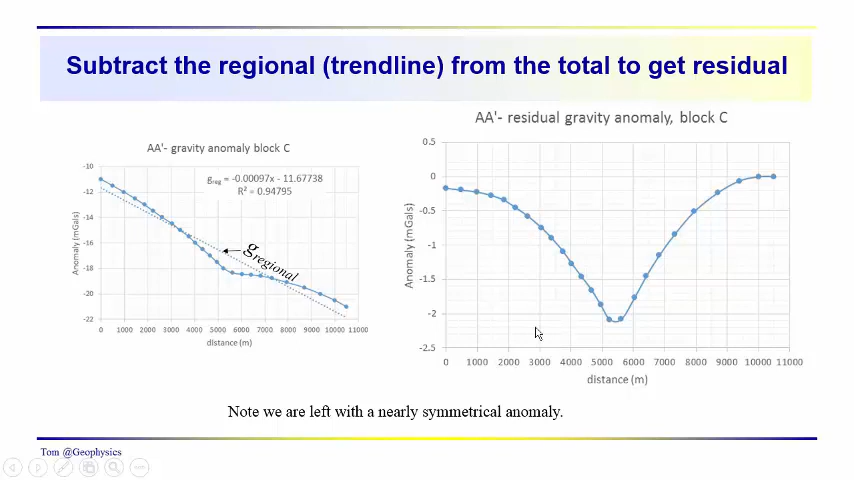 Subtract the regional (trendline) from the total to get residual
AA'- gravity anomaly block C
g_reg = -0.00097x - 11.67738
R² = 0.94795
g_regional
Anomaly (mGals)
-10
-12
-14
-16
-18
-20
-22
0 1000 2000 3000 4000 5000 6000 7000 8000 9000 10000 11000
distance (m)
AA'- residual gravity anomaly, block C
Anomaly (mGals)
0.5
0
-0.5
-1
-1.5
-2
-2.5
0 1000 2000 3000 4000 5000 6000 7000 8000 9000 10000 11000
distance (m)
Note we are left with a nearly symmetrical anomaly.
Tom @Geophysics